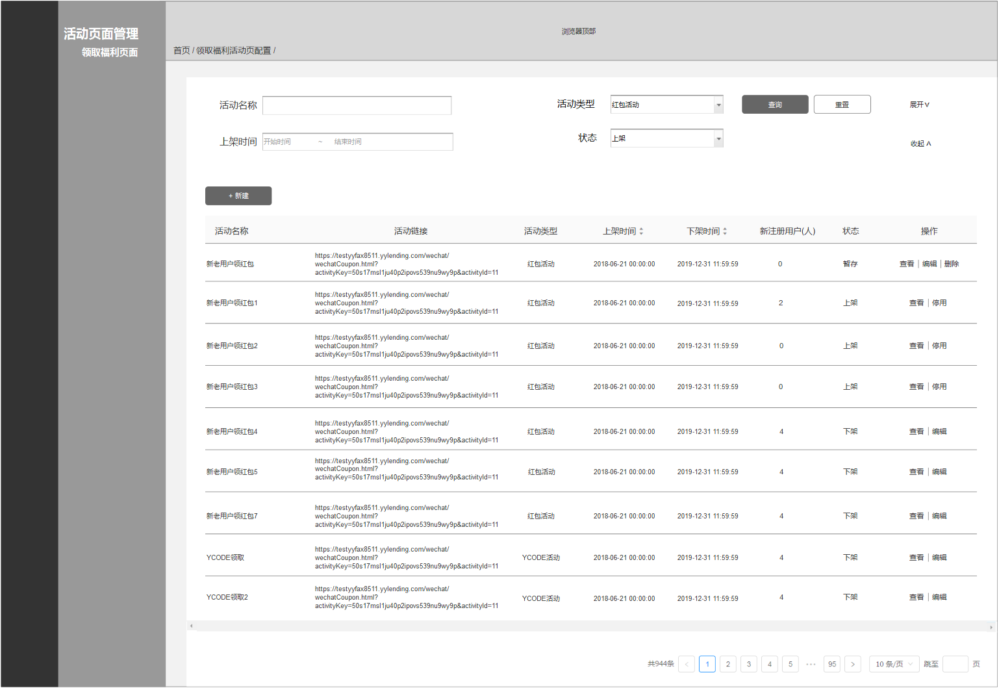 活动页面管理
领取福利页面
浏览器顶部
首页 / 领取福利活动页配置 /
活动名称
活动类型 红包活动
查询 重置 展开∨
上架时间 开始时间 ~ 结束时间
状态 上架
收起 ∧
+ 新建
活动名称 活动链接 活动类型 上架时间 下架时间 新注册用户(人) 状态 操作
https://testyyfax8511.yylending.com/wechat/
新老用户领红包 wechatCoupon.html? 红包活动 2018-06-21 00:00:00 2019-12-31 11:59:59 0 暂存 查看 | 编辑 | 删除
activityKey=50s17msl1ju40p2ipovs539nu9wy9p&activityId=11
https://testyyfax8511.yylending.com/wechat/
新老用户领红包1 wechatCoupon.html? 红包活动 2018-06-21 00:00:00 2019-12-31 11:59:59 2 上架 查看 | 停用
activityKey=50s17msl1ju40p2ipovs539nu9wy9p&activityId=11
https://testyyfax8511.yylending.com/wechat/
新老用户领红包2 wechatCoupon.html? 红包活动 2018-06-21 00:00:00 2019-12-31 11:59:59 0 上架 查看 | 停用
activityKey=50s17msl1ju40p2ipovs539nu9wy9p&activityId=11
https://testyyfax8511.yylending.com/wechat/
新老用户领红包3 wechatCoupon.html? 红包活动 2018-06-21 00:00:00 2019-12-31 11:59:59 0 上架 查看 | 停用
activityKey=50s17msl1ju40p2ipovs539nu9wy9p&activityId=11
https://testyyfax8511.yylending.com/wechat/
新老用户领红包4 wechatCoupon.html? 红包活动 2018-06-21 00:00:00 2019-12-31 11:59:59 4 下架 查看 | 编辑
activityKey=50s17msl1ju40p2ipovs539nu9wy9p&activityId=11
https://testyyfax8511.yylending.com/wechat/
新老用户领红包5 wechatCoupon.html? 红包活动 2018-06-21 00:00:00 2019-12-31 11:59:59 4 下架 查看 | 编辑
activityKey=50s17msl1ju40p2ipovs539nu9wy9p&activityId=11
https://testyyfax8511.yylending.com/wechat/
新老用户领红包7 wechatCoupon.html? 红包活动 2018-06-21 00:00:00 2019-12-31 11:59:59 4 下架 查看 | 编辑
activityKey=50s17msl1ju40p2ipovs539nu9wy9p&activityId=11
https://testyyfax8511.yylending.com/wechat/
YCODE领取 wechatCoupon.html? YCODE活动 2018-06-21 00:00:00 2019-12-31 11:59:59 4 下架 查看 | 编辑
activityKey=50s17msl1ju40p2ipovs539nu9wy9p&activityId=11
https://testyyfax8511.yylending.com/wechat/
YCODE领取2 wechatCoupon.html? YCODE活动 2018-06-21 00:00:00 2019-12-31 11:59:59 4 下架 查看 | 编辑
activityKey=50s17msl1ju40p2ipovs539nu9wy9p&activityId=11
共944条 < 1 2 3 4 5 ••• 95 > 10 条/页 跳至 页